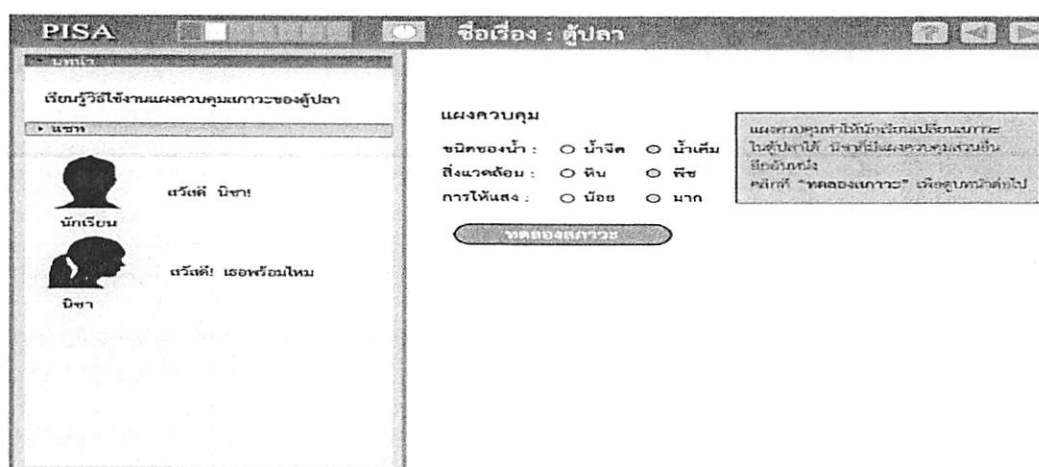 PISA
ชื่อเรื่อง : ตู้ปลา
?
บทนำ
เรียนรู้วิธีใช้งานแผงควบคุมสภาวะของตู้ปลา
แชท
สวัสดี นิชา!
นักเรียน
สวัสดี! เธอพร้อมไหม
นิชา
แผงควบคุม
ชนิดของน้ำ : น้ำจืด น้ำเค็ม
สิ่งแวดล้อม : หิน พืช
การให้แสง : น้อย มาก
ทดลองสภาวะ
แผงควบคุมทำให้นักเรียนเปลี่ยนสภาวะ
ในตู้ปลาได้ นิชาก็มีแผงควบคุมส่วนอื่น
อีกอันหนึ่ง
คลิกที่ "ทดลองสภาวะ" เพื่อดูบทหน้าต่อไป